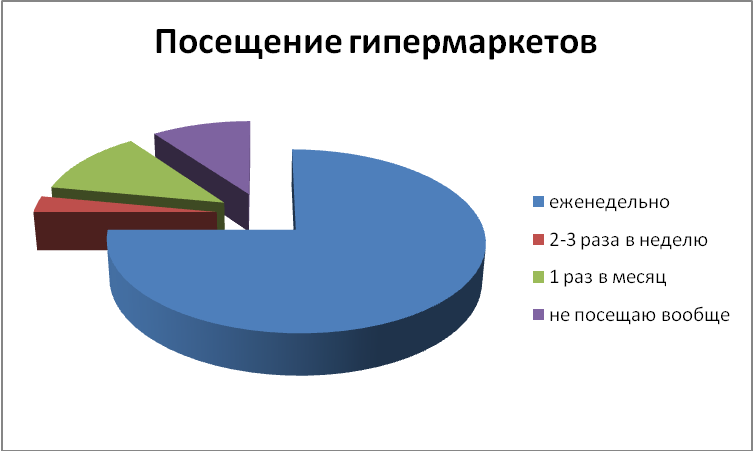 Посещение гипермаркетов
еженедельно
2-3 раза в неделю
1 раз в месяц
не посещаю вообще